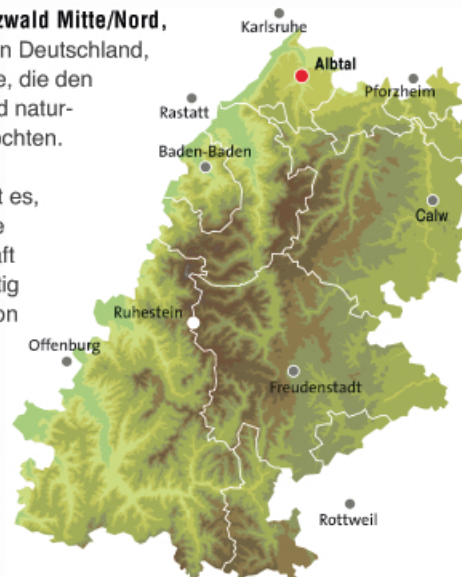 zwald Mitte/Nord,
n Deutschland,
e, die den
d natur-
chten.
t es,
e
aft
tig
on
Karlsruhe
Albtal
Pforzheim
Rastatt
Baden-Baden
Calw
Ruhestein
Offenburg
Freudenstadt
Rottweil